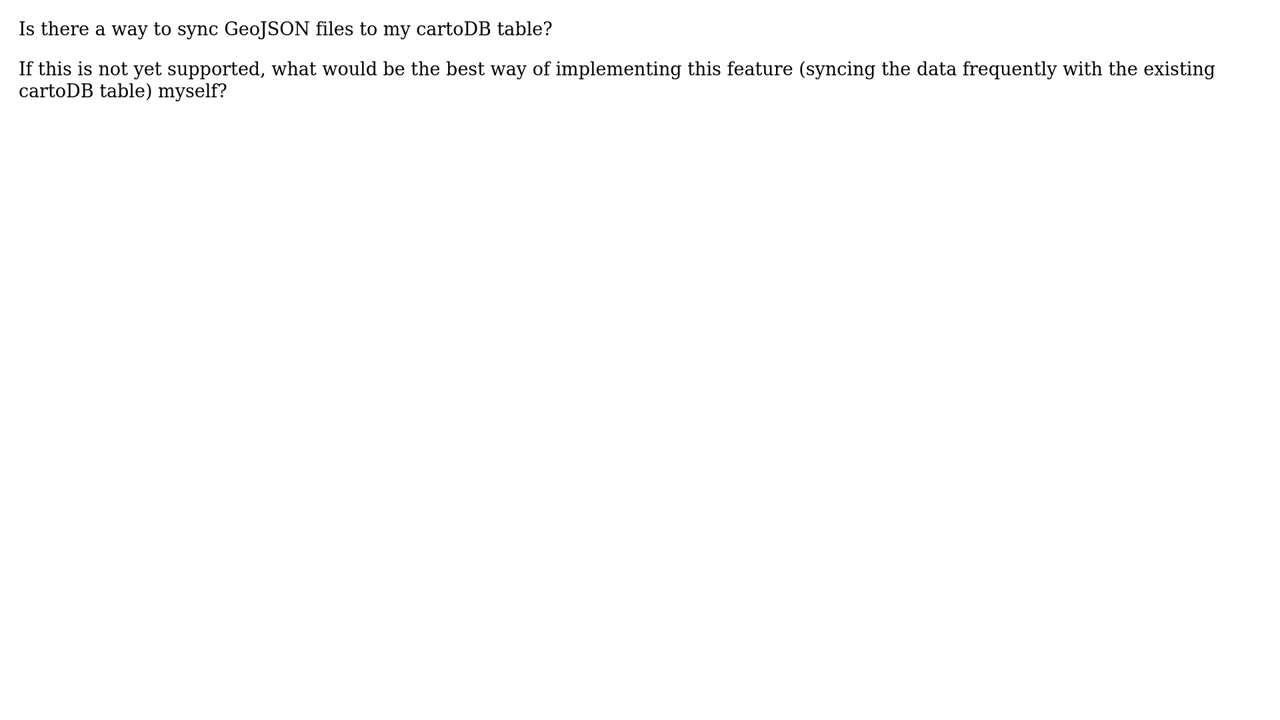 Is there a way to sync GeoJSON files to my cartoDB table?
If this is not yet supported, what would be the best way of implementing this feature (syncing the data frequently with the existing
cartoDB table) myself?